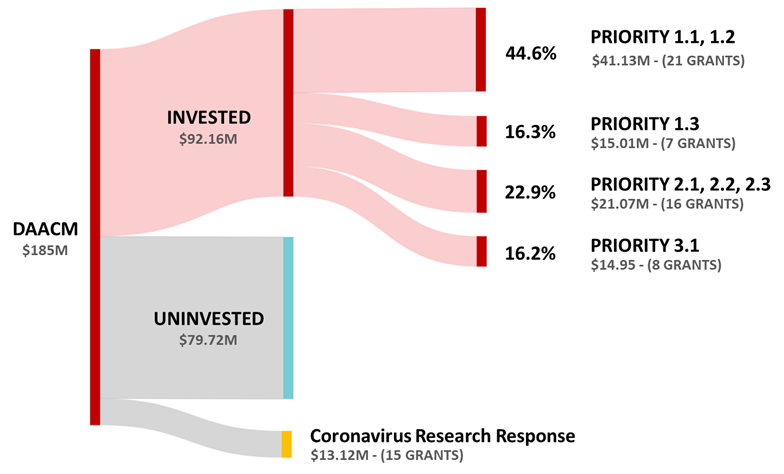 DAACM
$185M
INVESTED
$92.16M
UNINVESTED
$79.72M
44.6%
PRIORITY 1.1, 1.2
$41.13M - (21 GRANTS)
16.3%
PRIORITY 1.3
$15.01M - (7 GRANTS)
22.9%
PRIORITY 2.1, 2.2, 2.3
$21.07M - (16 GRANTS)
16.2%
PRIORITY 3.1
$14.95 - (8 GRANTS)
Coronavirus Research Response
$13.12M - (15 GRANTS)